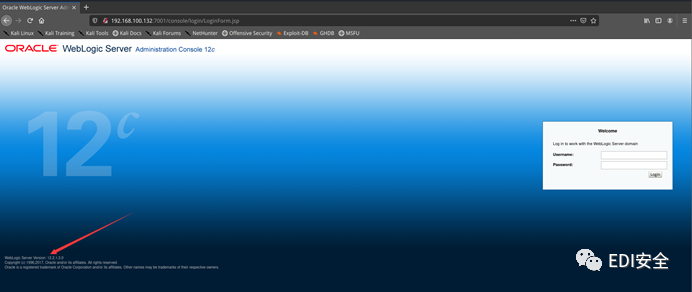 Oracle WebLogic Server Adm
192.168.100.132:7001/console/login/LoginForm.jsp
Kali Linux Kali Training Kali Tools Kali Docs Kali Forums NetHunter Offensive Security Exploit-DB GHDB MSFU
ORACLE WebLogic Server Administration Console 12c
12c
Welcome
Log in to work with the WebLogic Server domain
Username:
Password:
Login
WebLogic Server Version: 12.2.1.3.0
Copyright (c) 1996,2017, Oracle and/or its affiliates. All rights reserved.
Oracle is a registered trademark of Oracle Corporation and/or its affiliates. Other names may be trademarks of their respective owners.
EDI安全